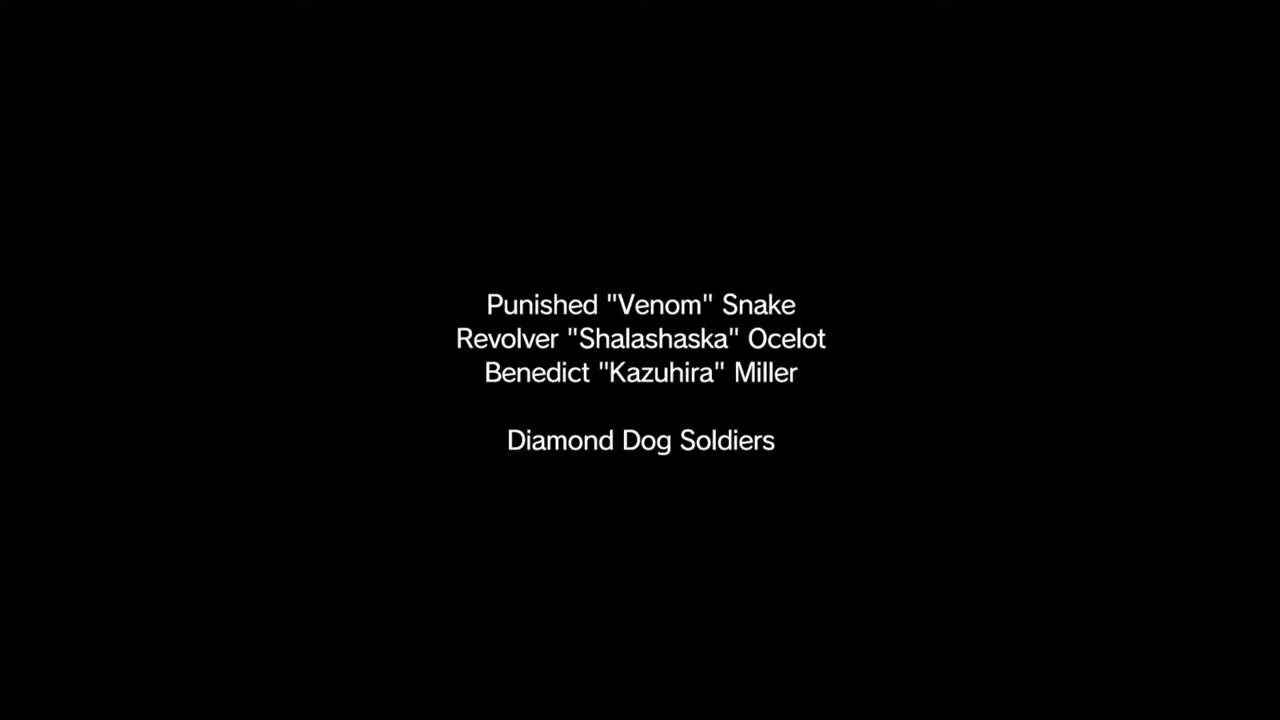 Punished "Venom" Snake
Revolver "Shalashaska" Ocelot
Benedict "Kazuhira" Miller
Diamond Dog Soldiers